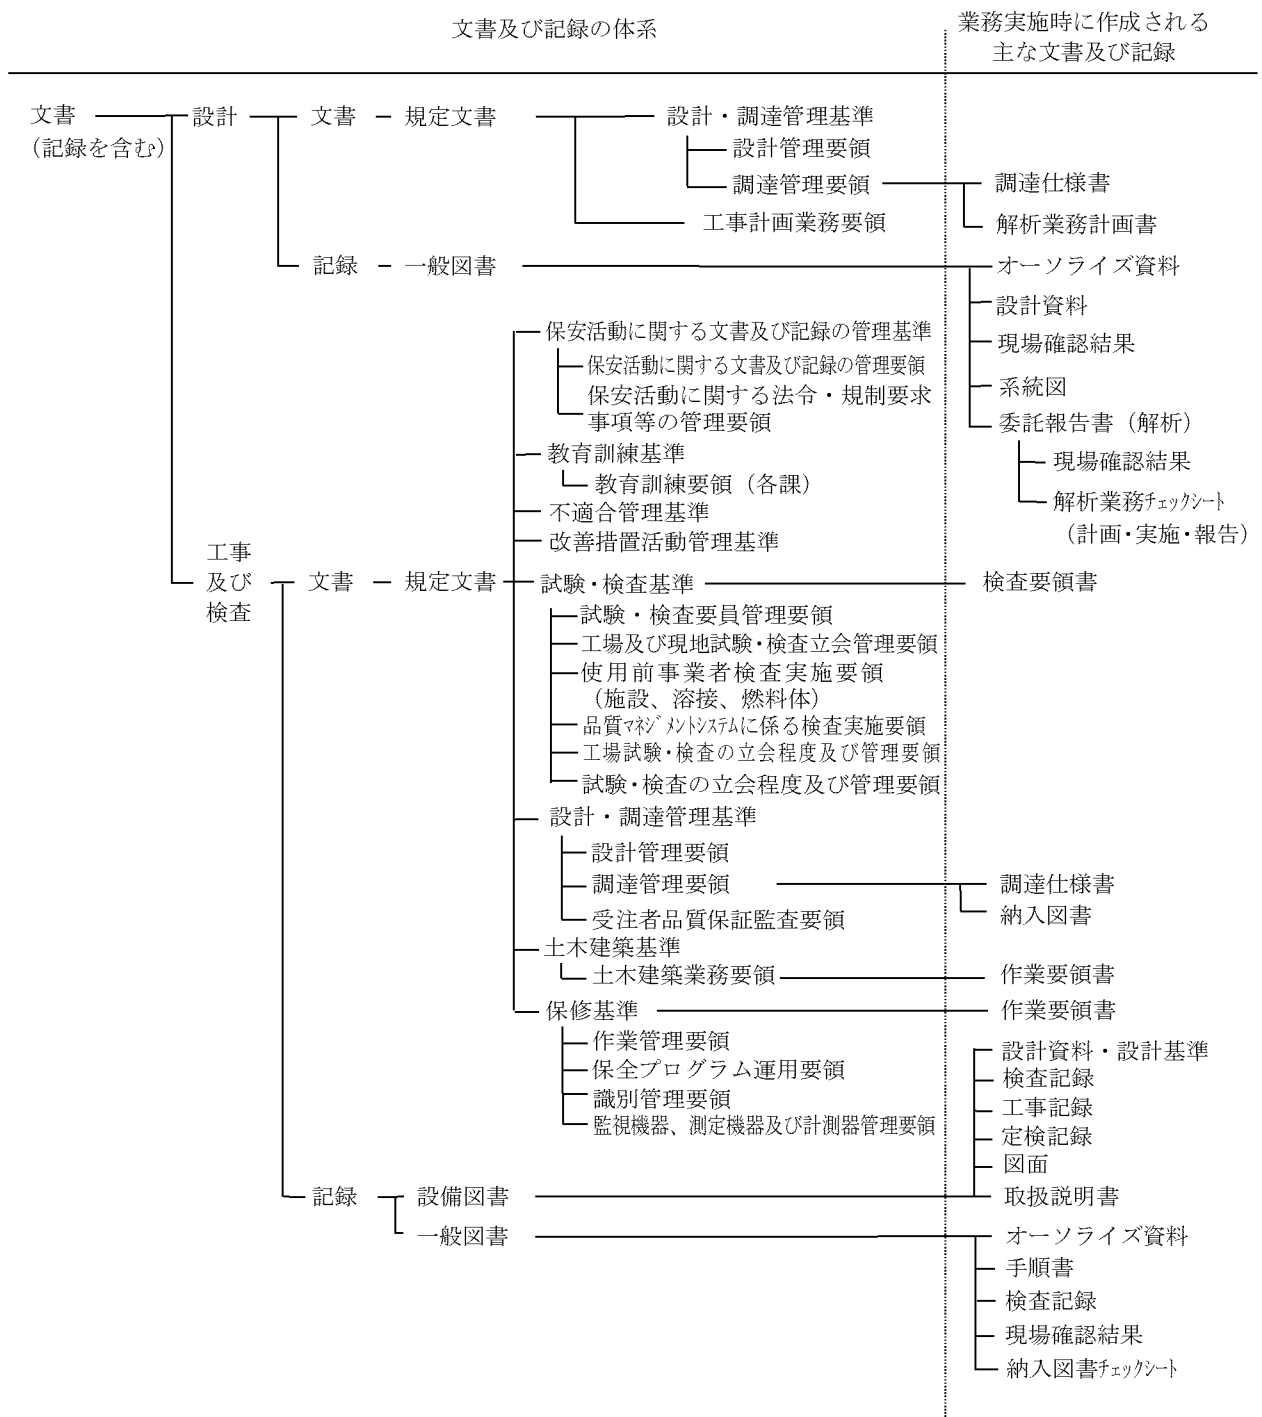 文書及び記録の体系
業務実施時に作成される
主な文書及び記録
文書
(記録を含む)
設計
文書
規定文書
設計・調達管理基準
設計管理要領
調達管理要領
調達仕様書
解析業務計画書
工事計画業務要領
記録
一般図書
オーソライズ資料
設計資料
現場確認結果
系統図
委託報告書（解析）
現場確認結果
解析業務ﾁｪｯｸｼｰﾄ
（計画・実施・報告）
工事
及び
検査
文書
規定文書
保安活動に関する文書及び記録の管理基準
保安活動に関する文書及び記録の管理要領
保安活動に関する法令・規制要求
事項等の管理要領
教育訓練基準
教育訓練要領（各課）
不適合管理基準
改善措置活動管理基準
試験・検査基準
検査要領書
試験・検査要員管理要領
工場及び現地試験・検査立会管理要領
使用前事業者検査実施要領
（施設、溶接、燃料体）
品質ﾏﾈｼﾞﾒﾝﾄｼｽﾃﾑに係る検査実施要領
工場試験・検査の立会程度及び管理要領
試験・検査の立会程度及び管理要領
設計・調達管理基準
設計管理要領
調達管理要領
調達仕様書
納入図書
受注者品質保証監査要領
土木建築基準
土木建築業務要領
作業要領書
保修基準
作業要領書
作業管理要領
保全プログラム運用要領
識別管理要領
監視機器、測定機器及び計測器管理要領
記録
設備図書
設計資料・設計基準
検査記録
工事記録
定検記録
図面
取扱説明書
一般図書
オーソライズ資料
手順書
検査記録
現場確認結果
納入図書ﾁｪｯｸｼｰﾄ